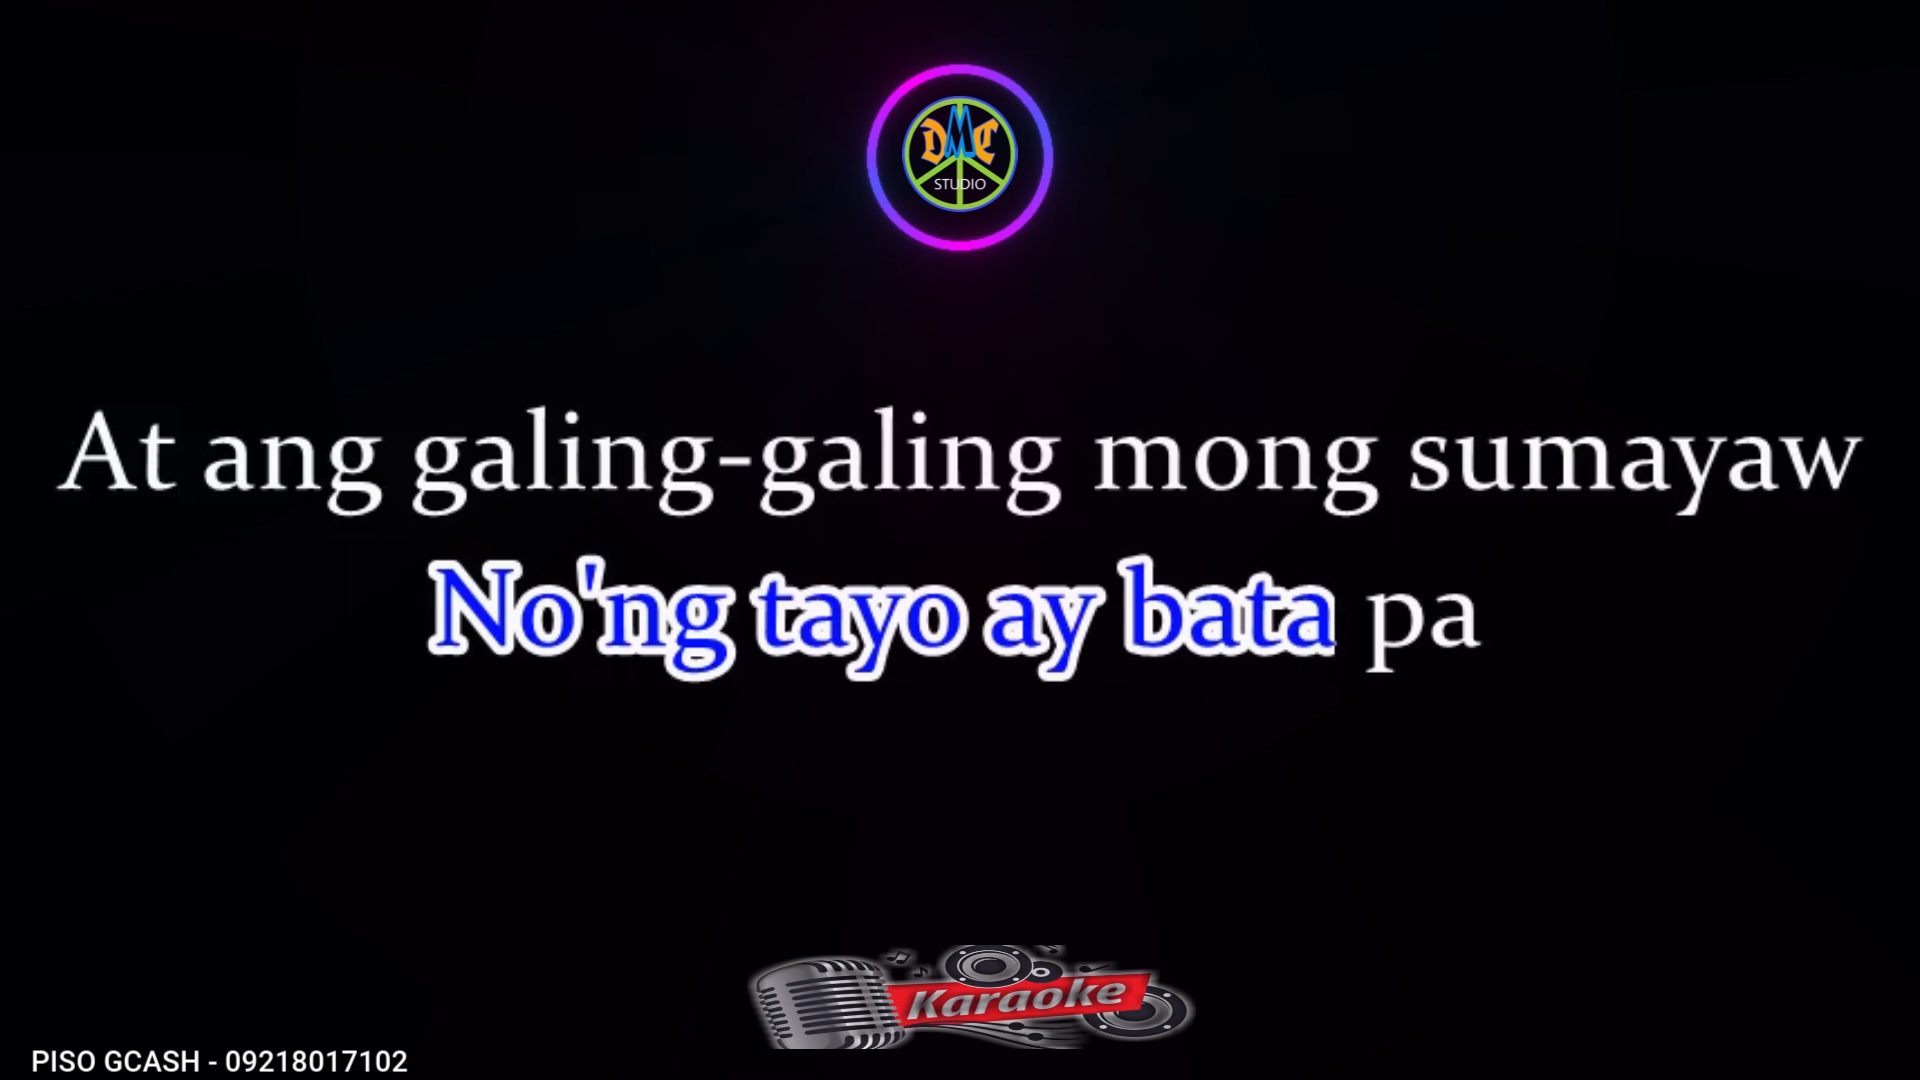 DMC
STUDIO
At ang galing-galing mong sumayaw
No'ng tayo ay bata pa
Karaoke
PISO GCASH - 09218017102